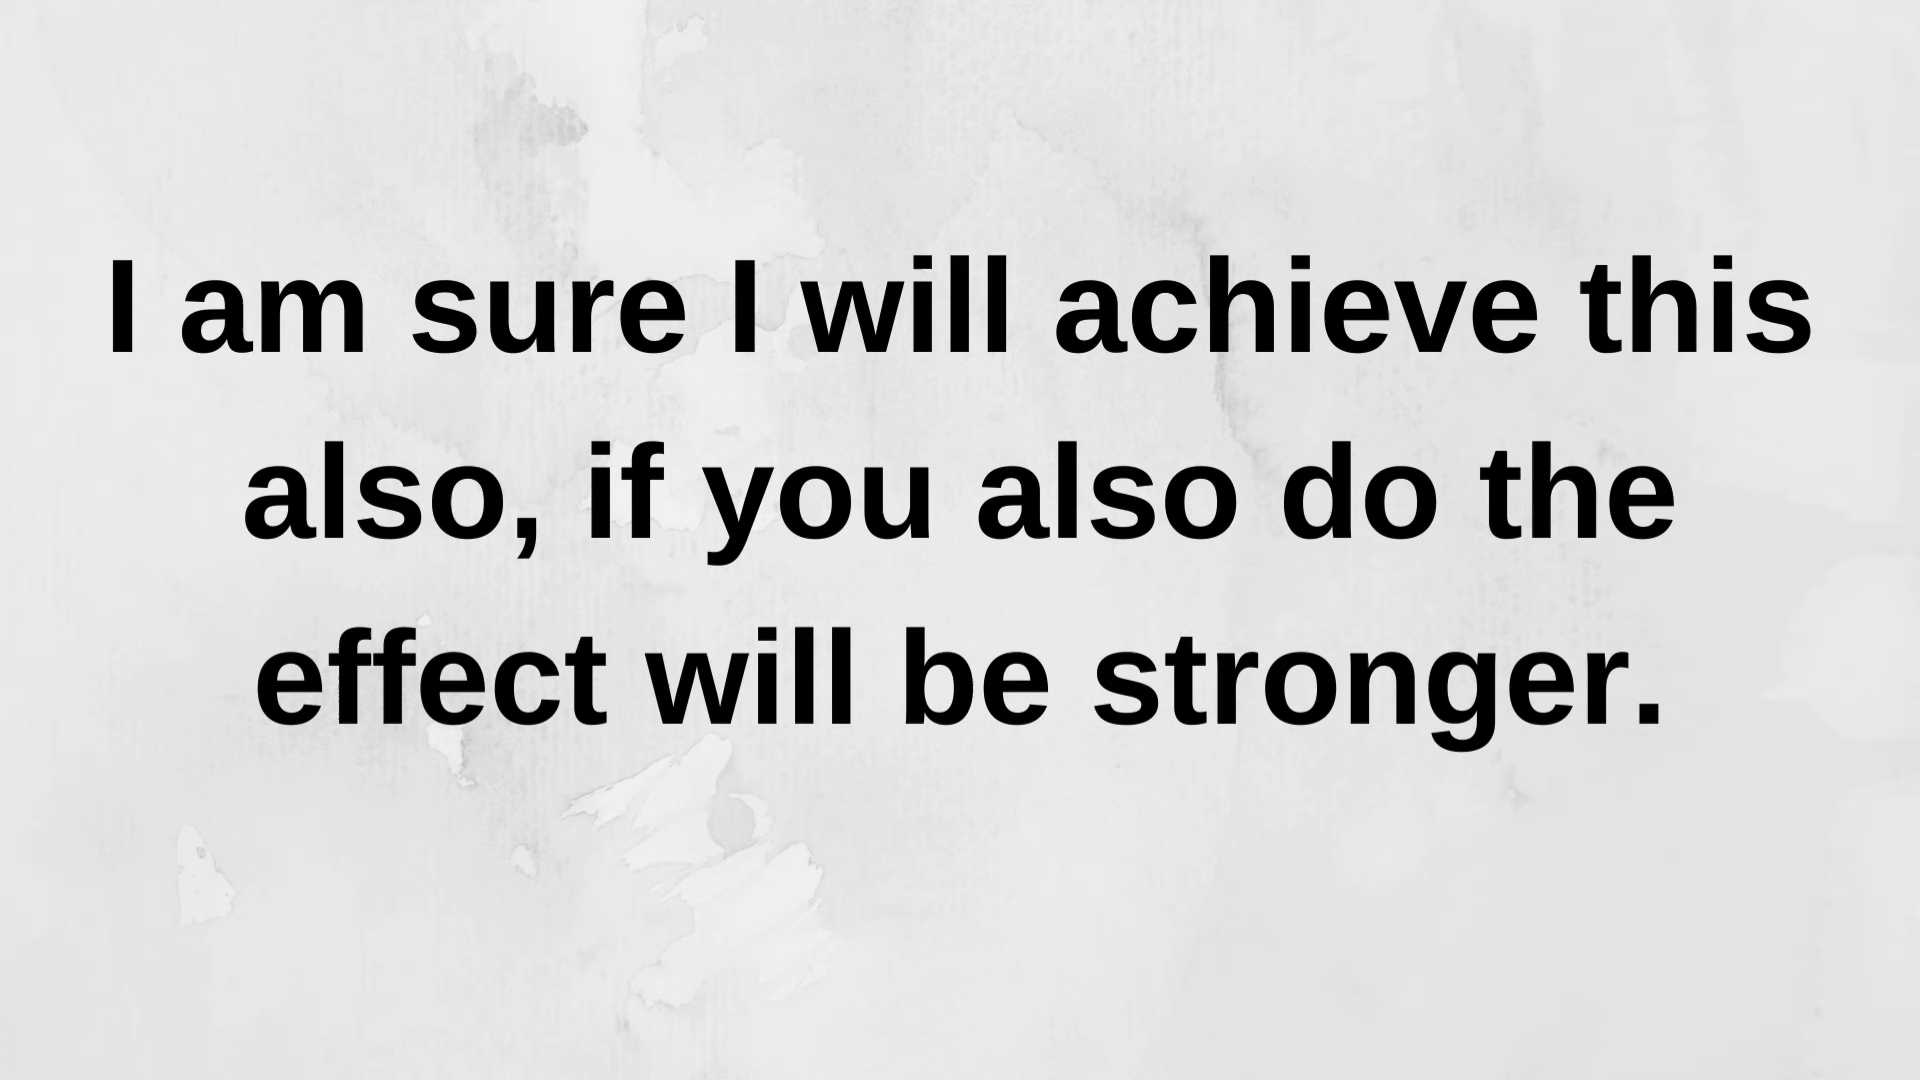 I am sure I will achieve this
also, if you also do the
effect will be stronger.